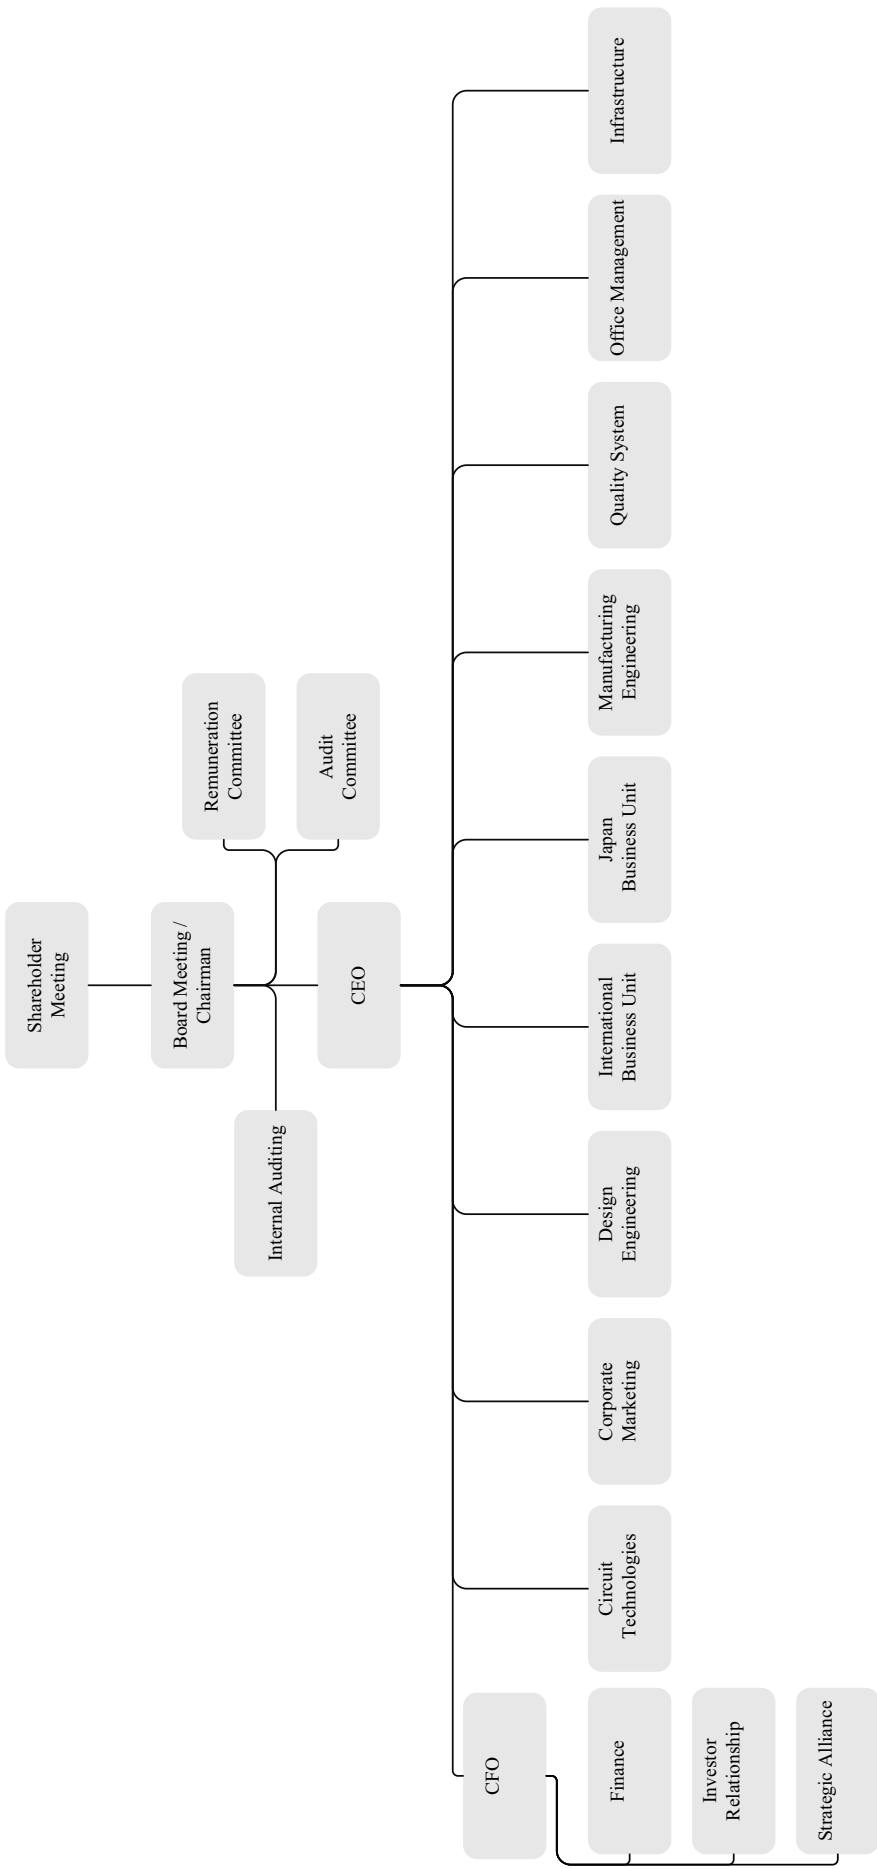 Shareholder
Meeting
Board Meeting /
Chairman
Remuneration
Committee
Internal Auditing
Audit
Committee
CEO
CFO
Finance
Investor
Relationship
Strategic Alliance
Circuit
Technologies
Corporate
Marketing
Design
Engineering
International
Business Unit
Japan
Business Unit
Manufacturing
Engineering
Quality System
Office Management
Infrastructure